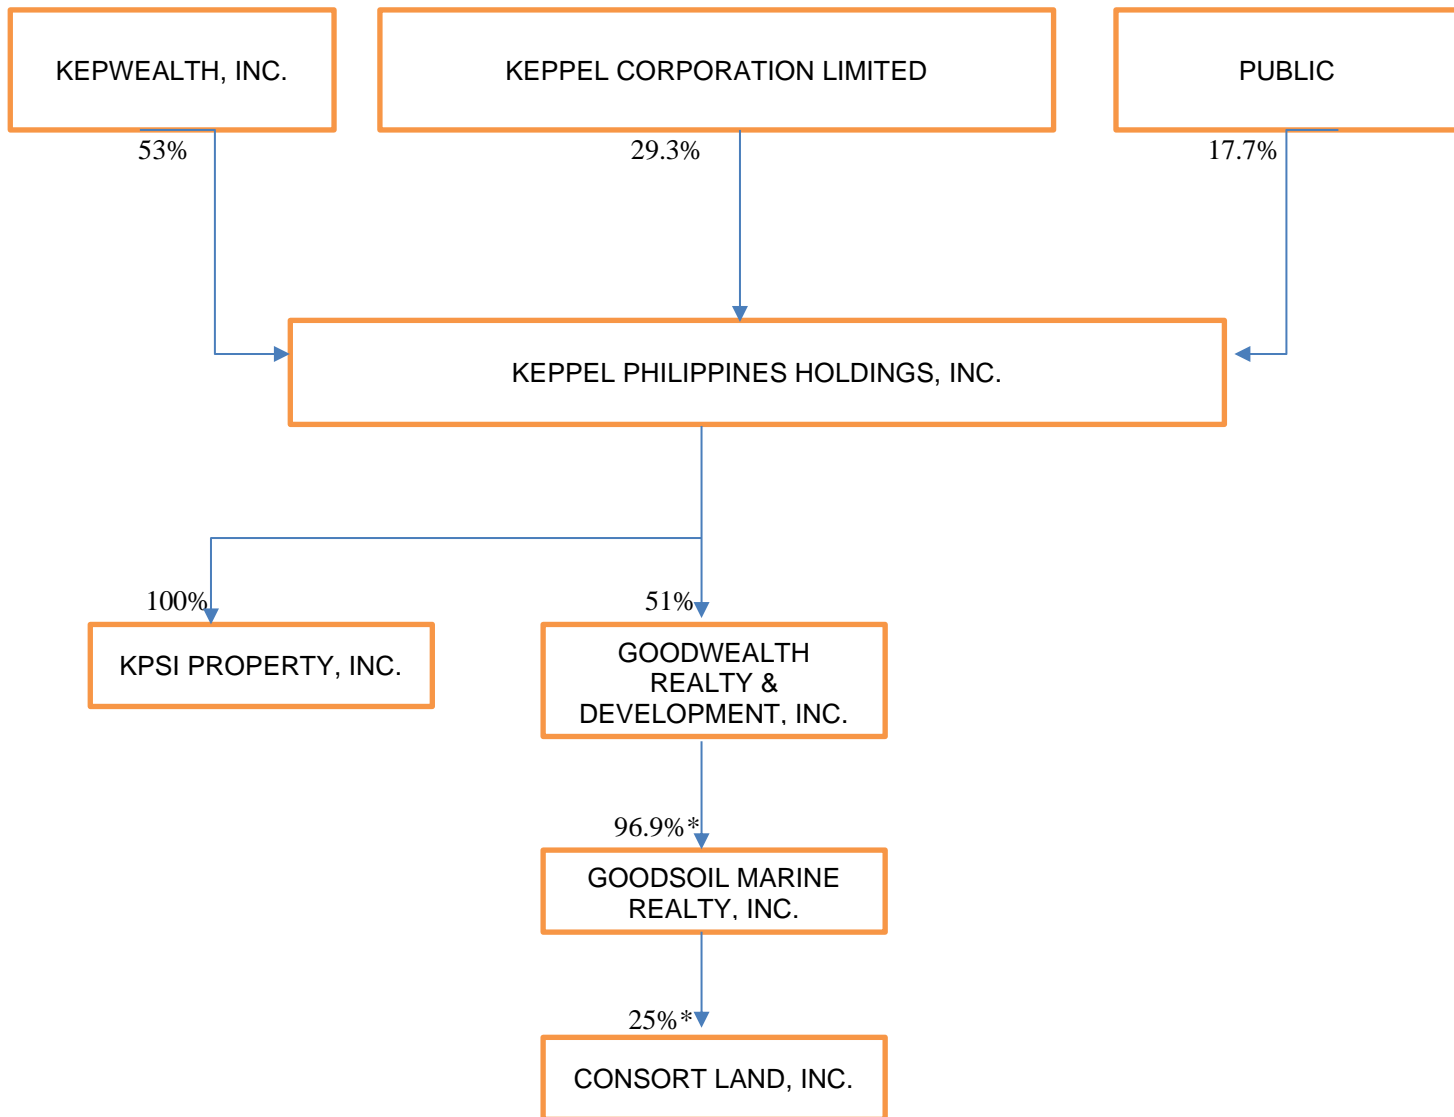 KEPWEALTH, INC.
KEPPEL CORPORATION LIMITED
PUBLIC
53%
29.3%
17.7%
KEPPEL PHILIPPINES HOLDINGS, INC.
100%
51%
KPSI PROPERTY, INC.
GOODWEALTH
REALTY &
DEVELOPMENT, INC.
96.9%*
GOODSOIL MARINE
REALTY, INC.
25%*
CONSORT LAND, INC.